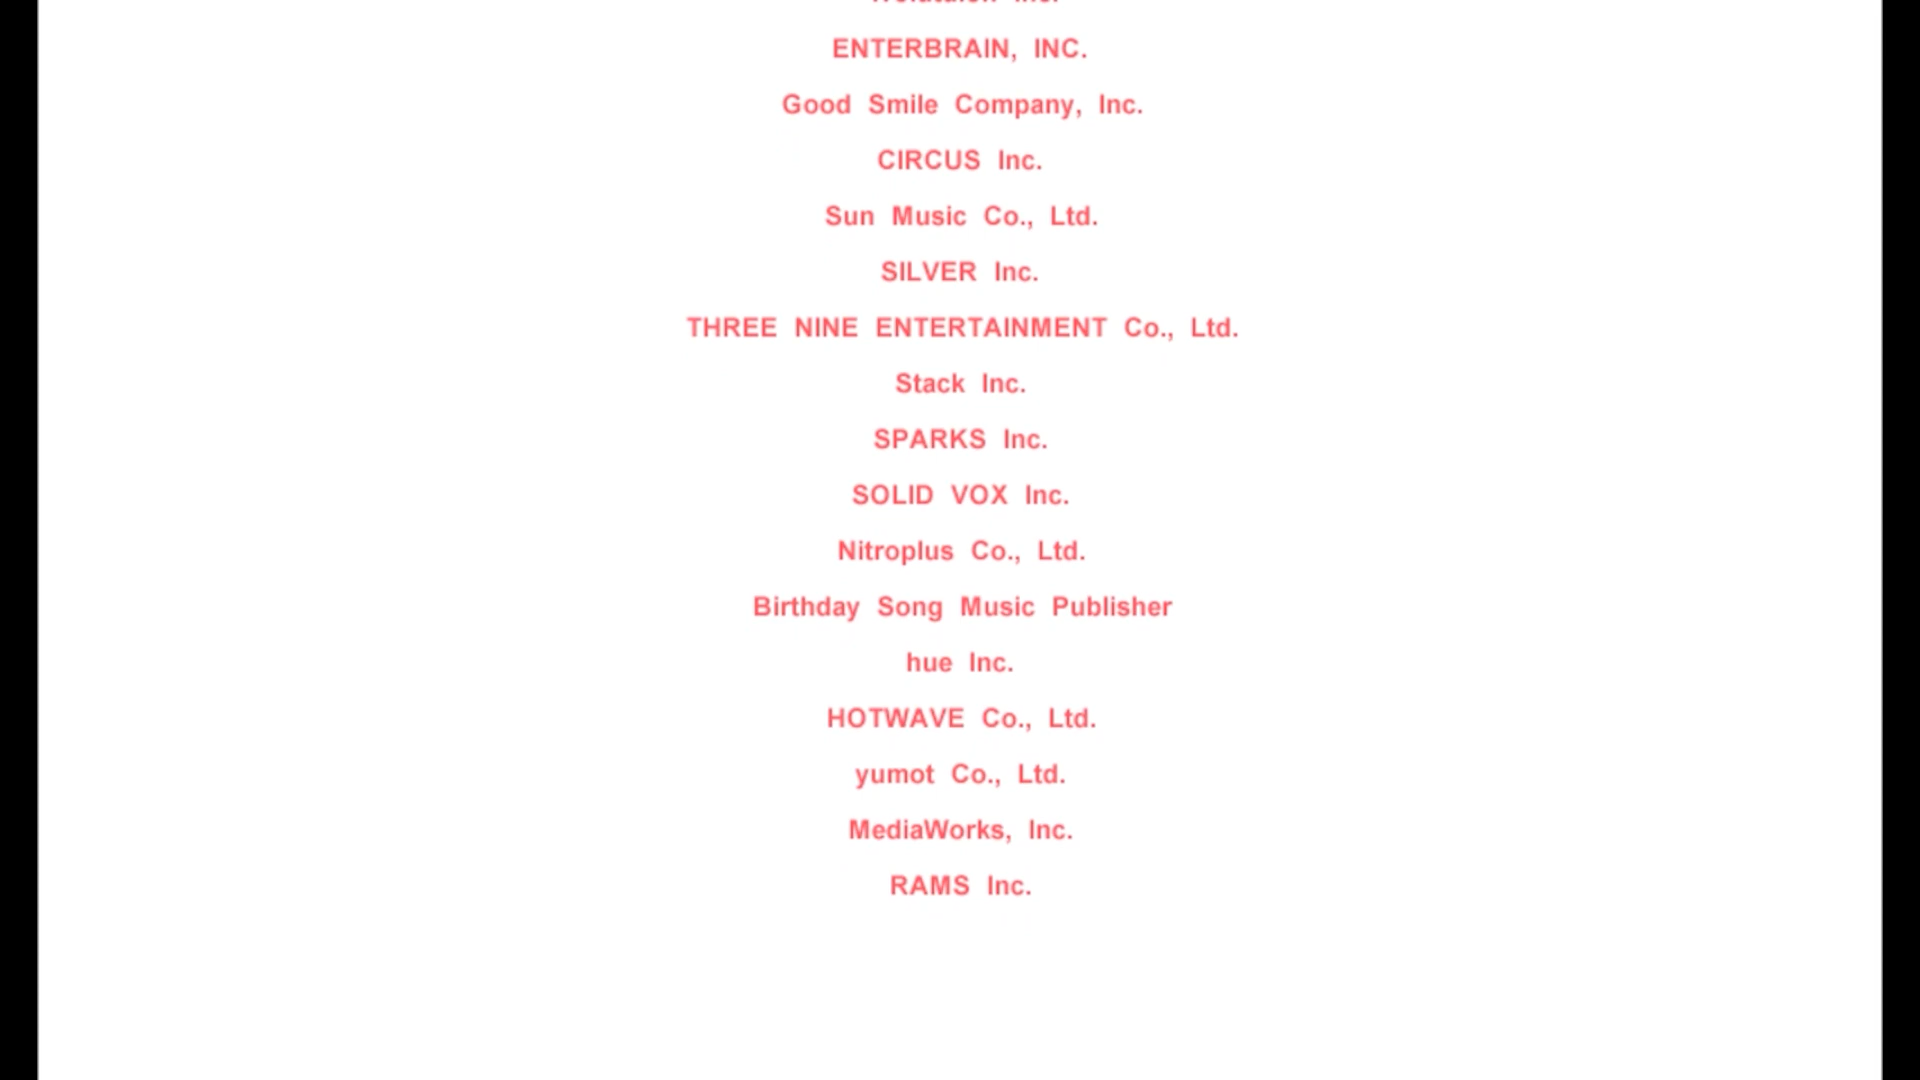 Inc.
ENTERBRAIN, INC.
Good Smile Company, Inc.
CIRCUS Inc.
Sun Music Co., Ltd.
SILVER Inc.
THREE NINE ENTERTAINMENT Co., Ltd.
Stack Inc.
SPARKS Inc.
SOLID VOX Inc.
Nitroplus Co., Ltd.
Birthday Song Music Publisher
hue Inc.
HOTWAVE Co., Ltd.
yumot Co., Ltd.
MediaWorks, Inc.
RAMS Inc.